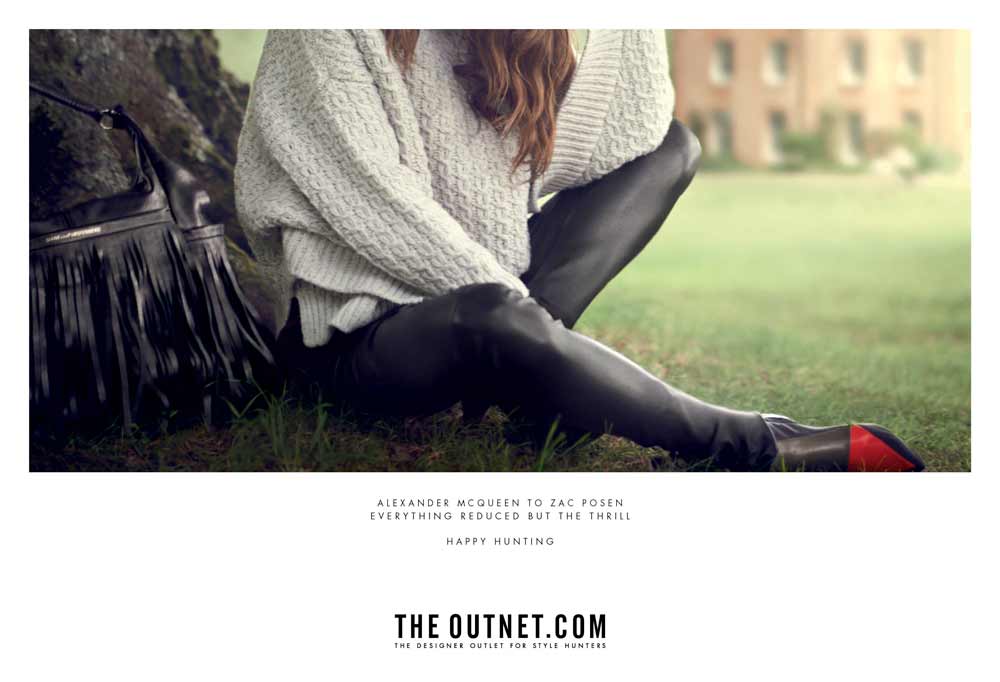 ALEXANDER MCQUEEN TO ZAC POSEN
EVERYTHING REDUCED BUT THE THRILL
HAPPY HUNTING
THE OUTNET.COM
THE DESIGNER OUTLET FOR STYLE HUNTERS